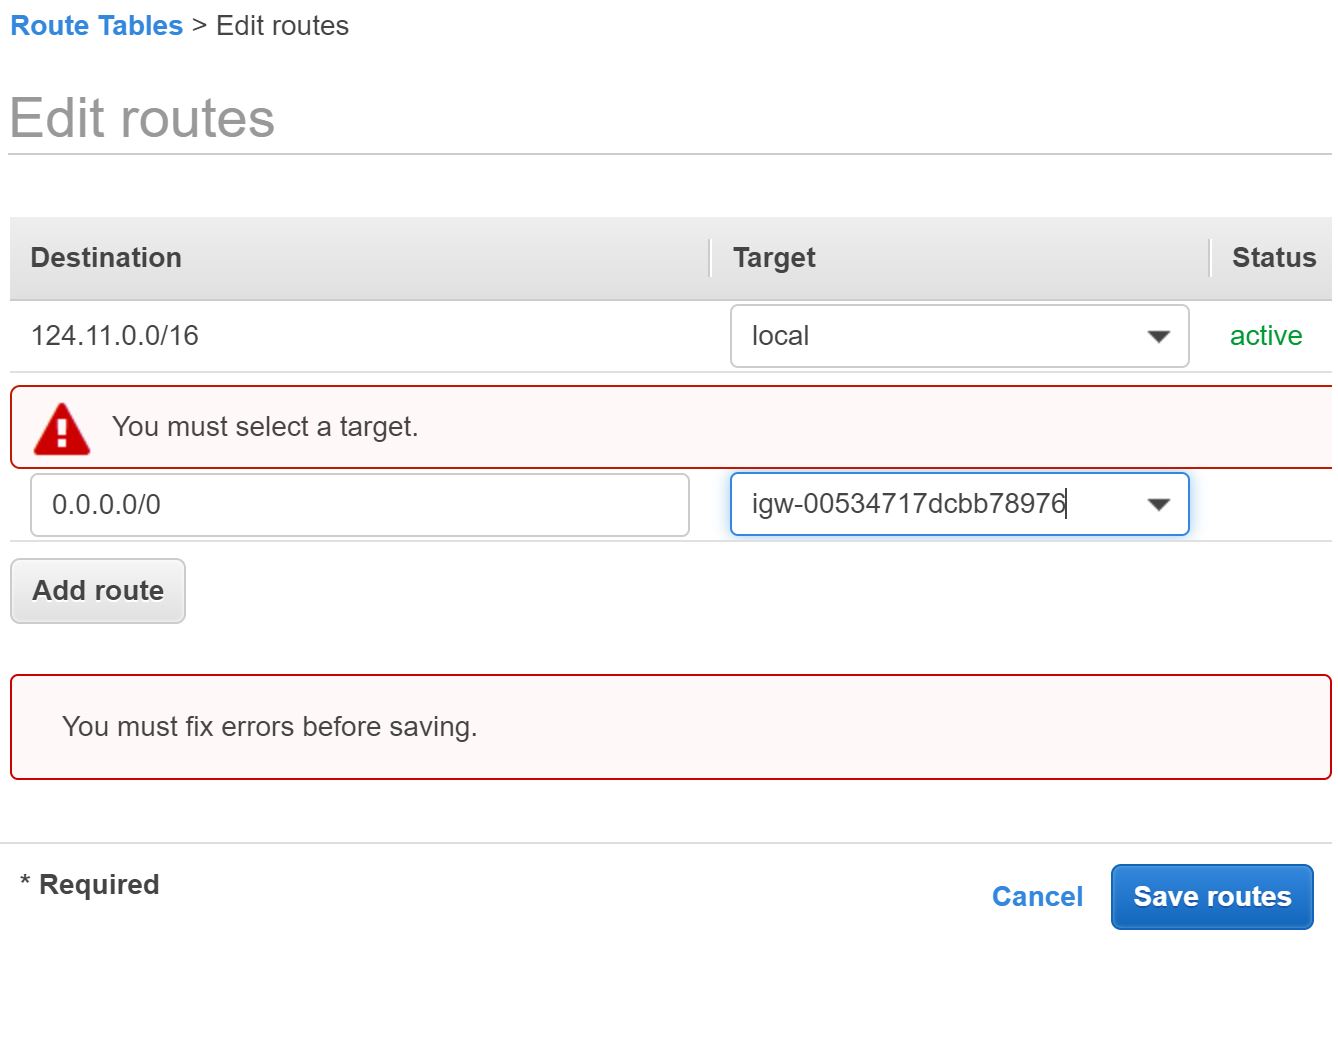 Route Tables > Edit routes
Edit routes
Destination Target Status
124.11.0.0/16 local active
You must select a target.
0.0.0.0/0 igw-00534717dcbb78976
Add route
You must fix errors before saving.
* Required
Cancel Save routes